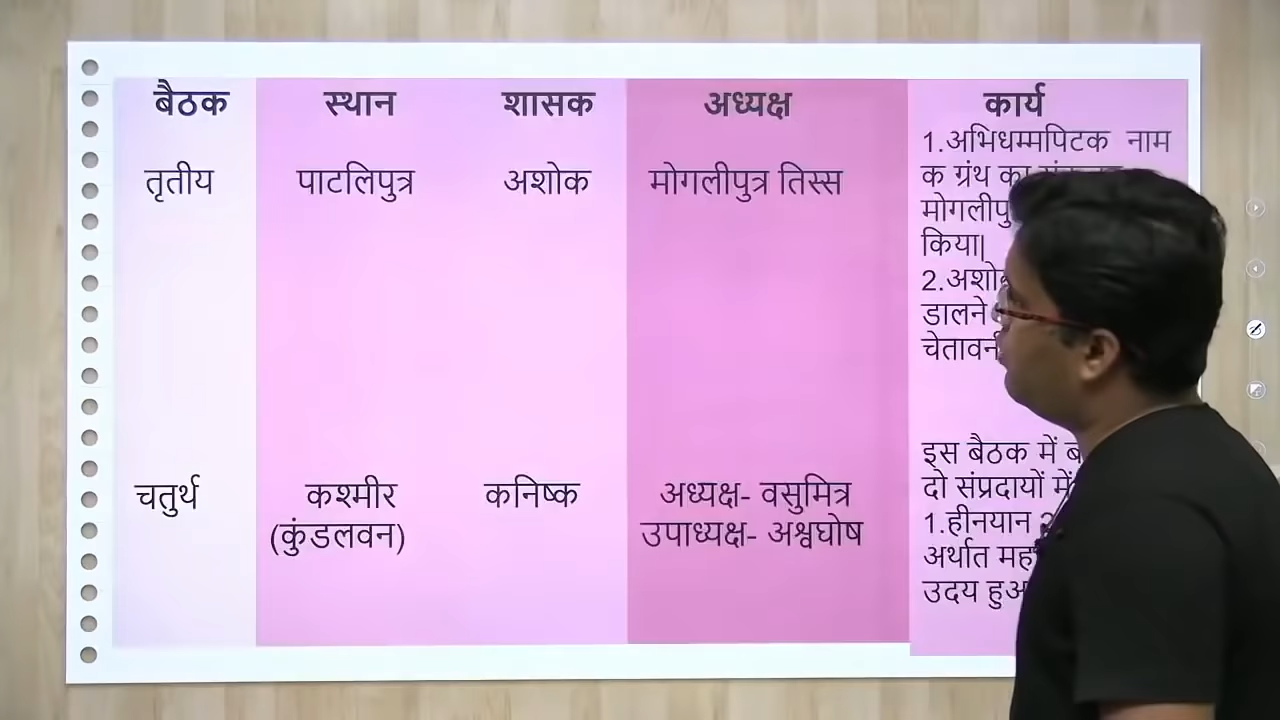 बैठक स्थान शासक अध्यक्ष कार्य
तृतीय पाटलिपुत्र अशोक मोगलीपुत्र तिस्स
1.अभिधम्मपिटक नाम
क ग्रंथ का
मोगलीपु
किया|
2.अशो
डालने
चेतावनी
चतुर्थ कश्मीर कनिष्क अध्यक्ष- वसुमित्र
(कुंडलवन) उपाध्यक्ष- अश्वघोष
इस बैठक में
दो संप्रदायों में
1.हीनयान
अर्थात
उदय हुआ